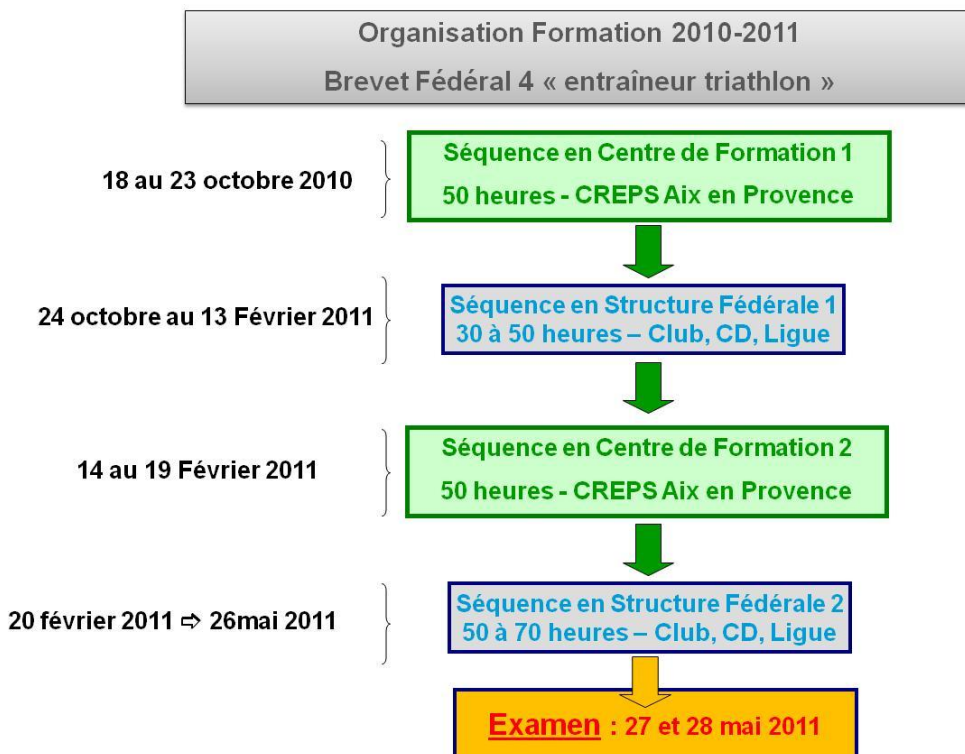 Organisation Formation 2010-2011
Brevet Fédéral 4 « entraîneur triathlon »
18 au 23 octobre 2010
Séquence en Centre de Formation 1
50 heures - CREPS Aix en Provence
24 octobre au 13 Février 2011
Séquence en Structure Fédérale 1
30 à 50 heures – Club, CD, Ligue
14 au 19 Février 2011
Séquence en Centre de Formation 2
50 heures - CREPS Aix en Provence
20 février 2011 ⇨ 26mai 2011
Séquence en Structure Fédérale 2
50 à 70 heures – Club, CD, Ligue
Examen : 27 et 28 mai 2011